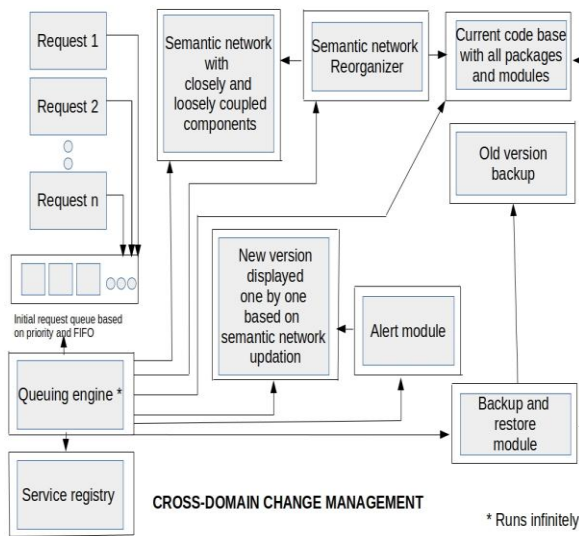 Request 1
Request 2
Request n
Initial request queue based
on priority and FIFO
Queuing engine *
Service registry
Semantic network
with
closely and
loosely coupled
components
Semantic network
Reorganizer
Current code base
with all packages
and modules
Old version
backup
New version
displayed
one by one
based on
semantic network
updation
Alert module
Backup and
restore
module
CROSS-DOMAIN CHANGE MANAGEMENT
* Runs infinitely